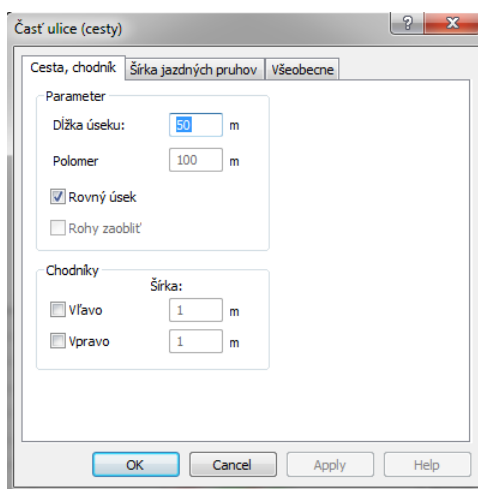 Časť ulice (cesty)
Cesta, chodník Šírka jazdných pruhov Všeobecne
Parameter
Dĺžka úseku: 50 m
Polomer 100 m
Rovný úsek
Rohy zaobliť
Chodníky
Šírka:
Vľavo 1 m
Vpravo 1 m
OK Cancel Apply Help